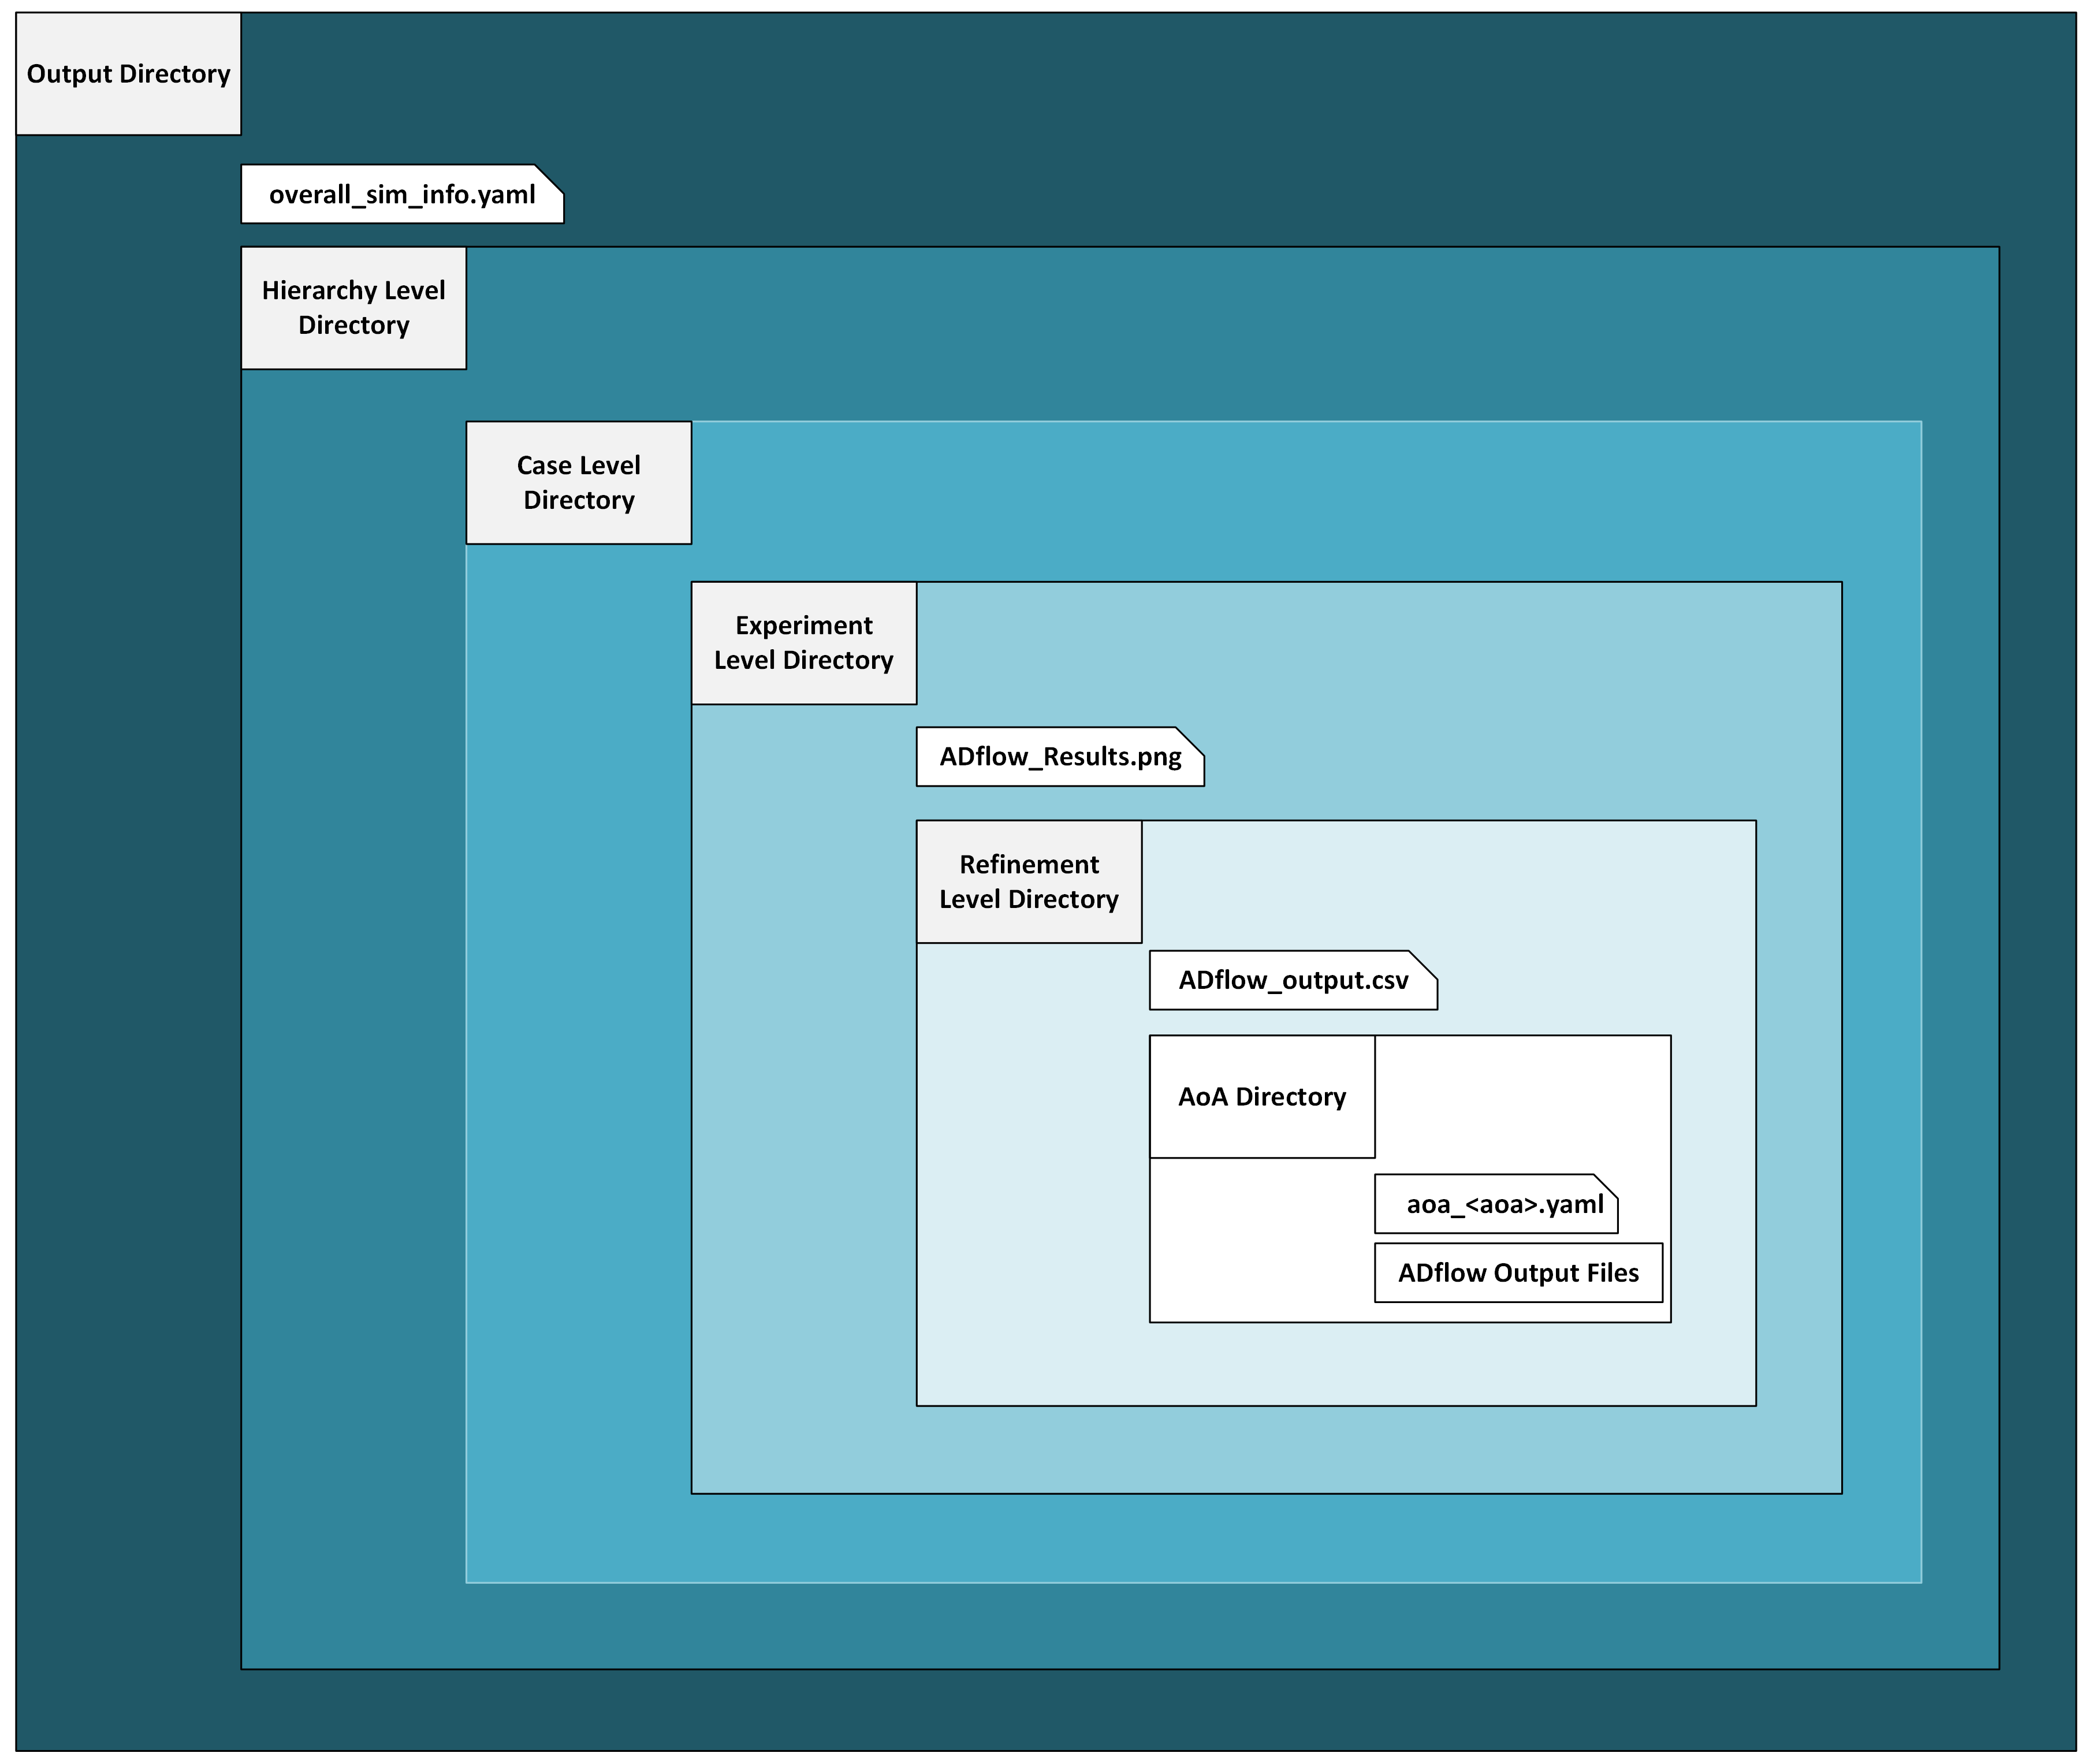 Output Directory
overall_sim_info.yaml
Hierarchy Level
Directory
Case Level
Directory
Experiment
Level Directory
ADflow_Results.png
Refinement
Level Directory
ADflow_output.csv
AoA Directory
aoa_<aoa>.yaml
ADflow Output Files